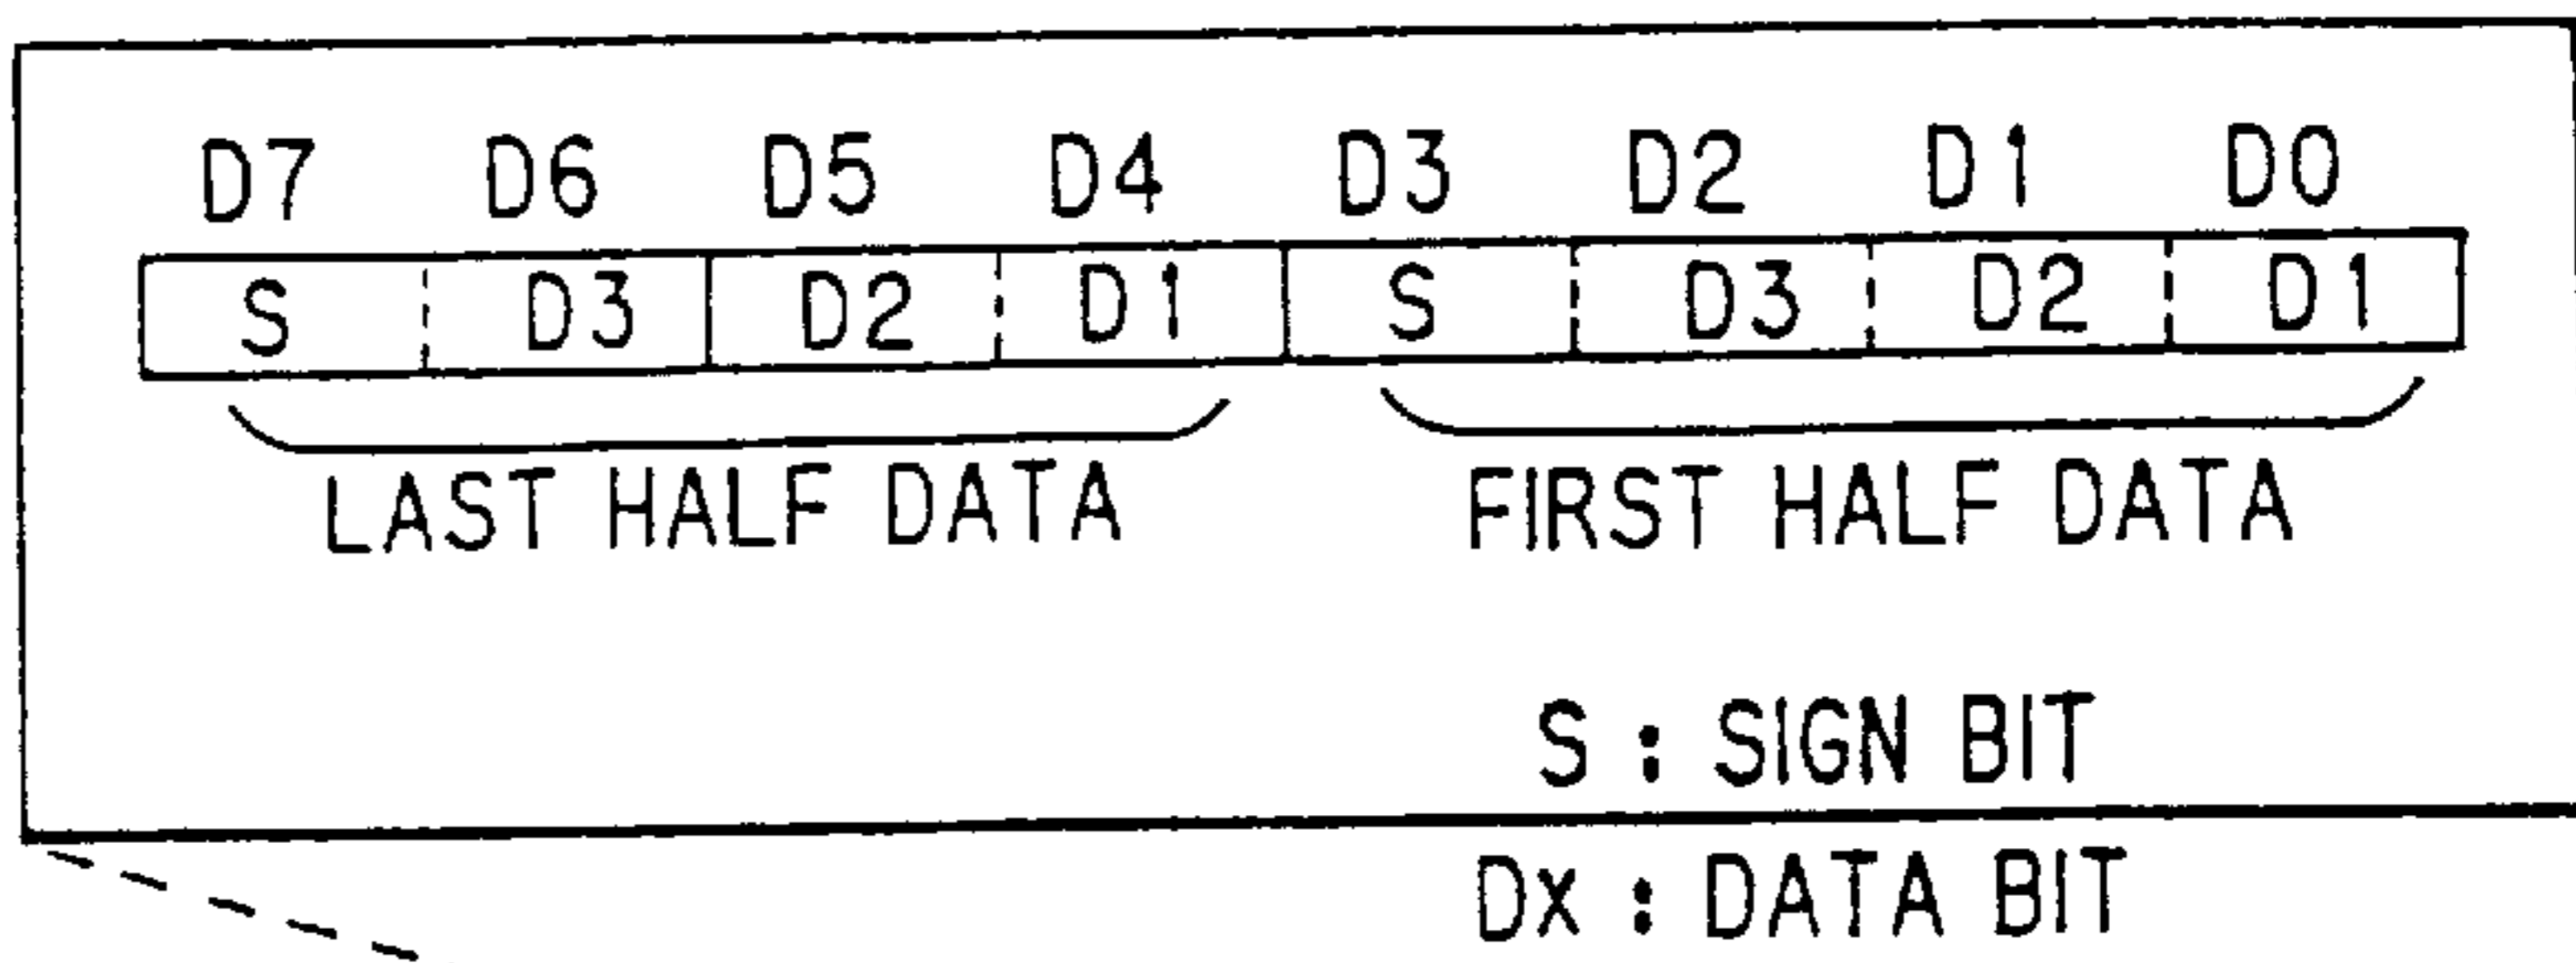 D7 D6 D5 D4 D3 D2 D1 D0
S D3 D2 D1 S D3 D2 D1
LAST HALF DATA FIRST HALF DATA
S : SIGN BIT
DX : DATA BIT